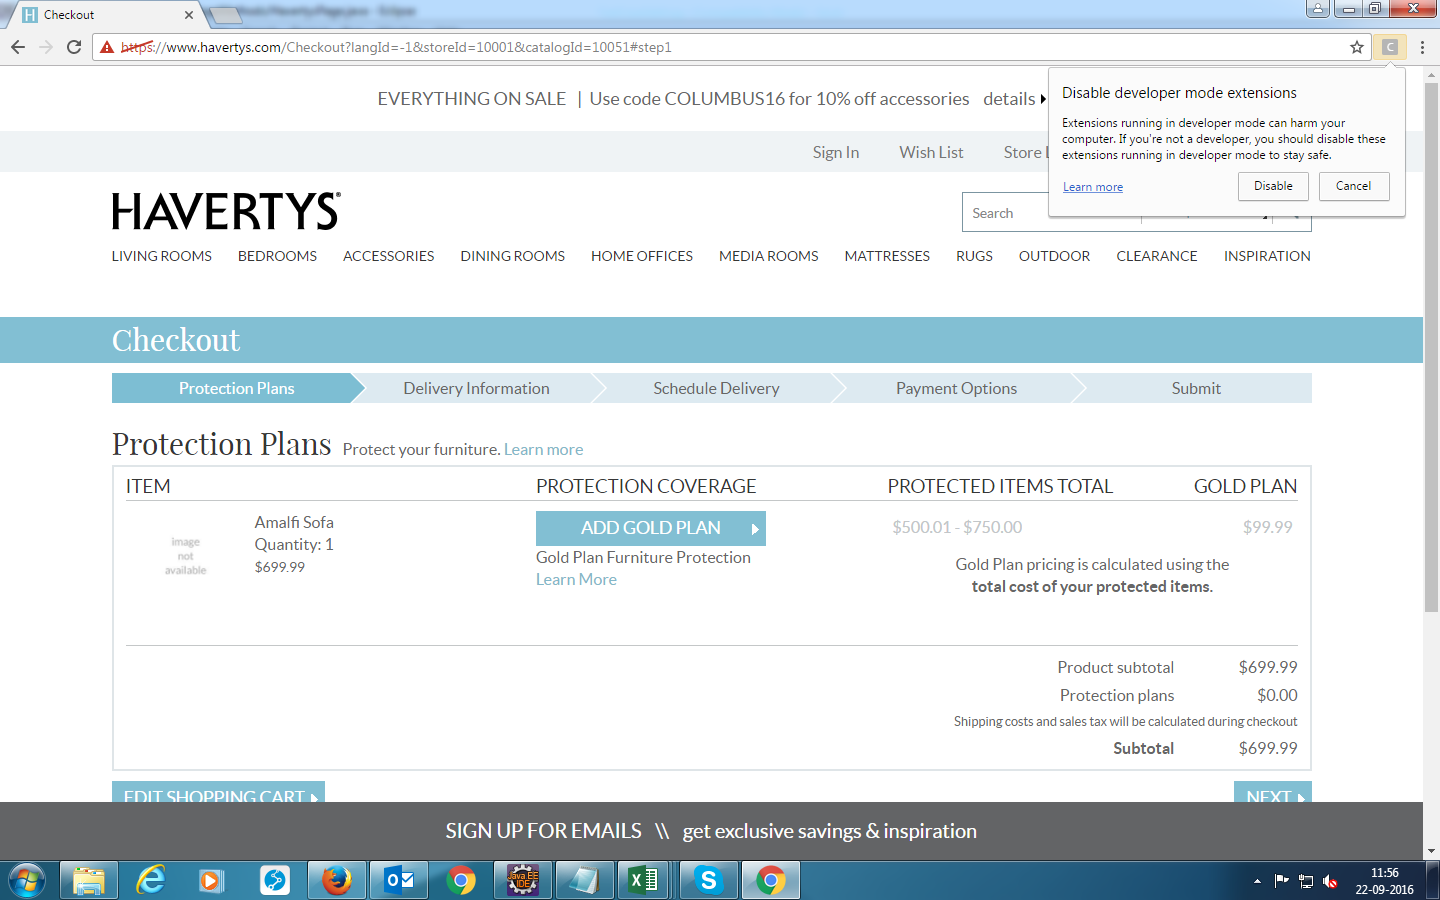 Checkout
https://www.havertys.com/Checkout?langId=-1&storeId=10001&catalogId=10051#step1
C
EVERYTHING ON SALE | Use code COLUMBUS16 for 10% off accessories details
Disable developer mode extensions
Extensions running in developer mode can harm your
computer. If you're not a developer, you should disable these
extensions running in developer mode to stay safe.
Learn more
Disable
Cancel
Sign In
Wish List
Store
HAVERTYS®
Search
LIVING ROOMS
BEDROOMS
ACCESSORIES
DINING ROOMS
HOME OFFICES
MEDIA ROOMS
MATTRESSES
RUGS
OUTDOOR
CLEARANCE
INSPIRATION
Checkout
Protection Plans
Delivery Information
Schedule Delivery
Payment Options
Submit
Protection Plans Protect your furniture. Learn more
ITEM
PROTECTION COVERAGE
PROTECTED ITEMS TOTAL
GOLD PLAN
image
not
available
Amalfi Sofa
Quantity: 1
$699.99
ADD GOLD PLAN
Gold Plan Furniture Protection
Learn More
$500.01 - $750.00
$99.99
Gold Plan pricing is calculated using the
total cost of your protected items.
Product subtotal $699.99
Protection plans $0.00
Shipping costs and sales tax will be calculated during checkout
Subtotal $699.99
EDIT SHOPPING CART
NEXT
SIGN UP FOR EMAILS \\ get exclusive savings & inspiration
Java EE
IDE
11:56
22-09-2016